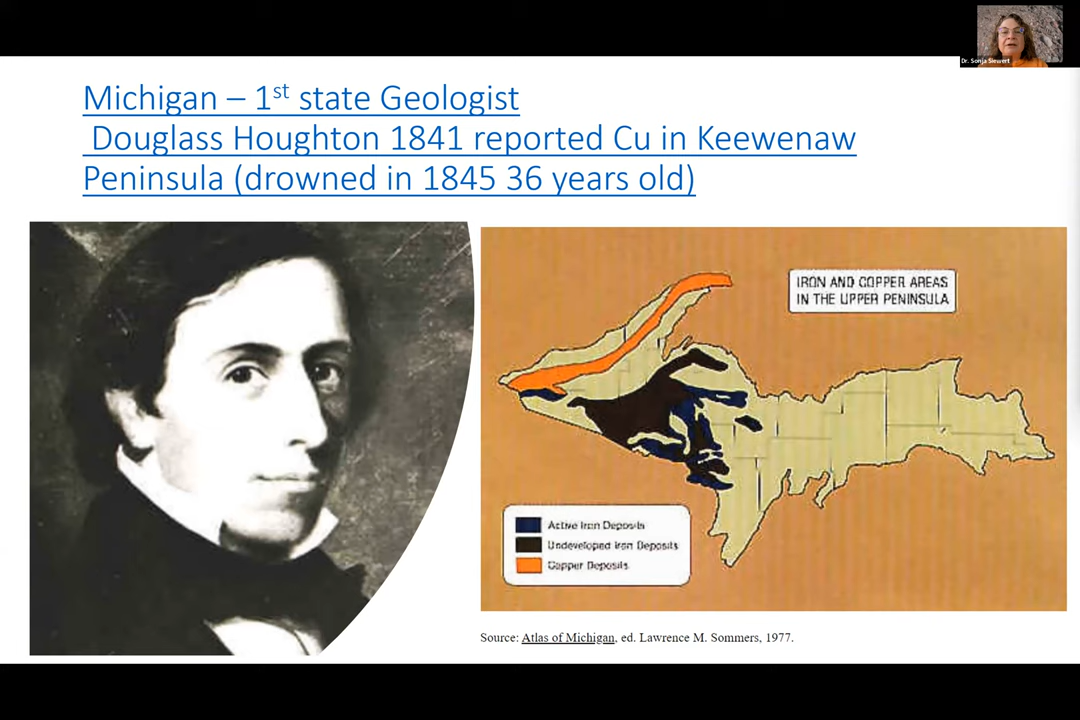 Dr. Sonja Siewert
Michigan – 1st state Geologist
Douglass Houghton 1841 reported Cu in Keewenaw
Peninsula (drowned in 1845 36 years old)
IRON AND COPPER AREAS
IN THE UPPER PENINSULA
Active Iron Deposits
Undeveloped Iron Deposits
Copper Deposits
Source: Atlas of Michigan, ed. Lawrence M. Sommers, 1977.